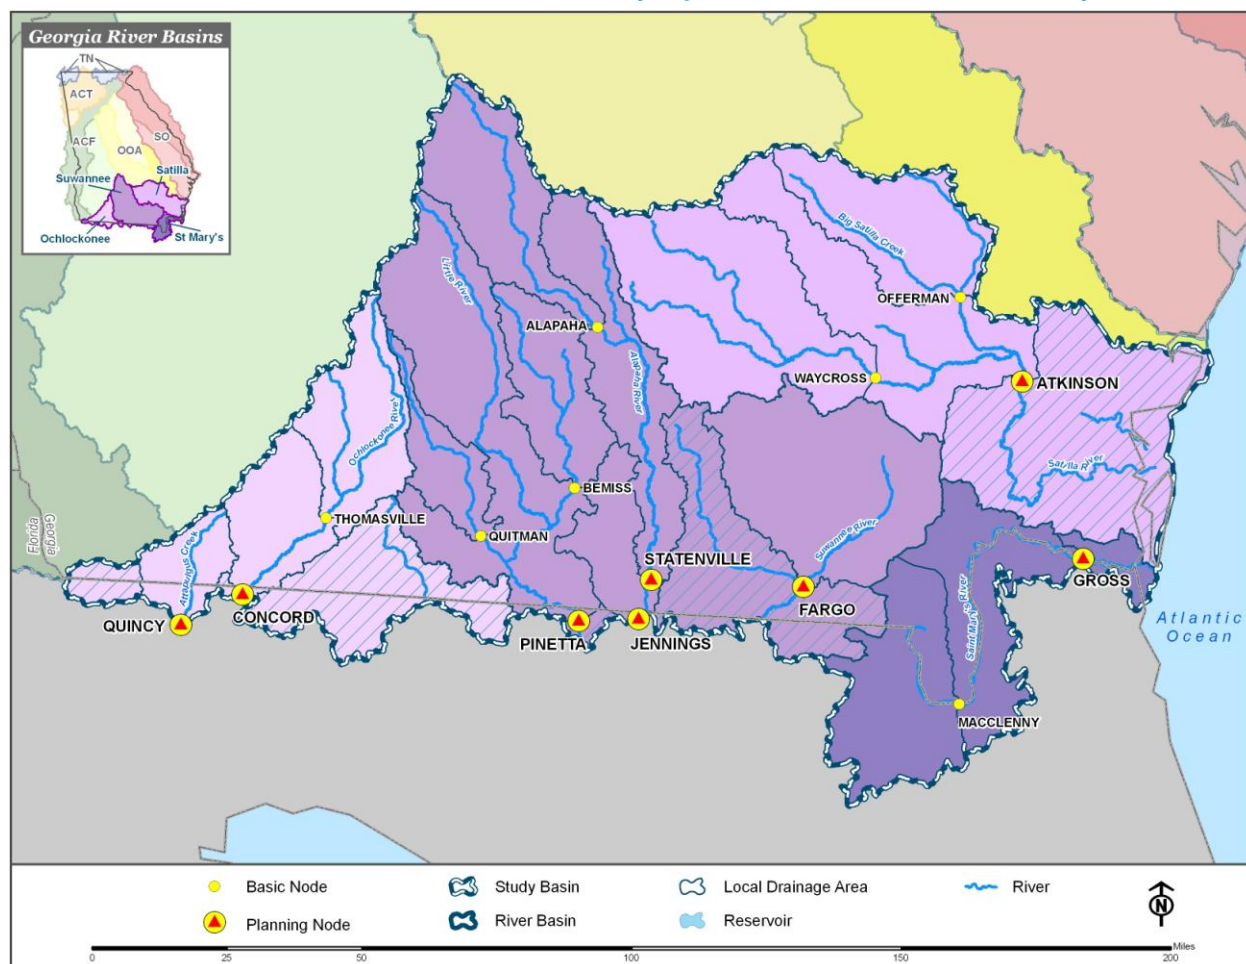 Georgia River Basins
TN
ACT
SO
ACF
OOA
Satilla
Suwannee
Ochlockonee
St Mary's
Big Satilla Creek
Little River
OFFERMAN
ALAPAHA
Alapaha River
WAYCROSS
ATKINSON
Ochlockonee River
Satilla River
BEMISS
Florida
Georgia
THOMASVILLE
QUITMAN
Suwannee River
Attapulgus Creek
STATENVILLE
GROSS
FARGO
CONCORD
QUINCY
PINETTA
JENNINGS
Saint Mary's River
Atlantic
Ocean
MACCLENNY
Basic Node
Study Basin
Local Drainage Area
River
Planning Node
River Basin
Reservoir
N
Miles
0 25 50 100 150 200